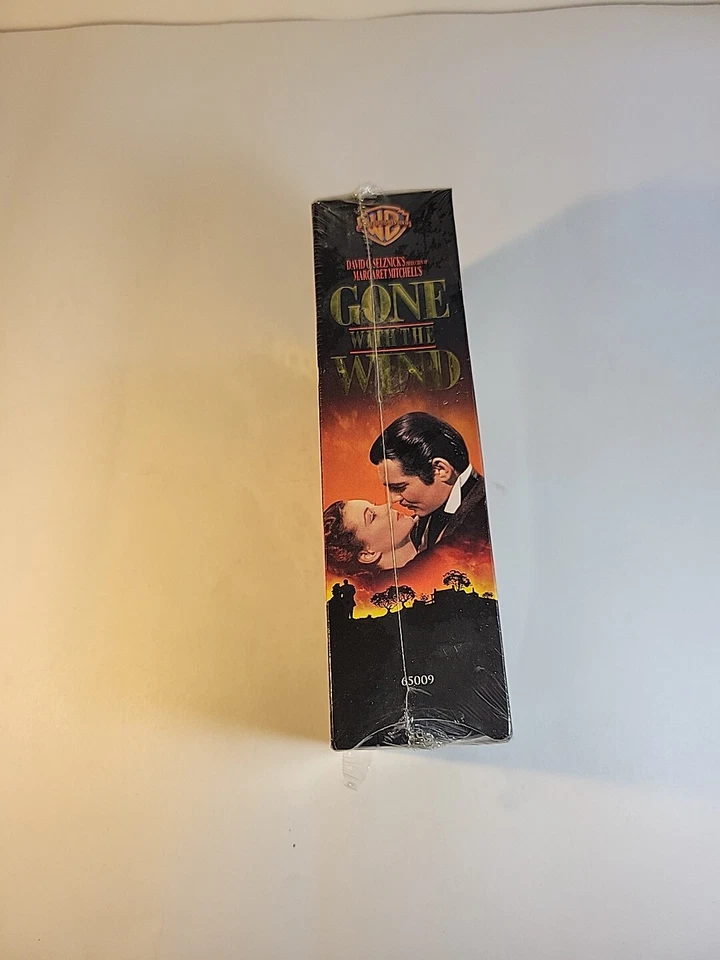 WB
DAVID O. SELZNICK'S PRODUCTION OF
MARGARET MITCHELL'S
GONE
WITH THE
WIND
65009